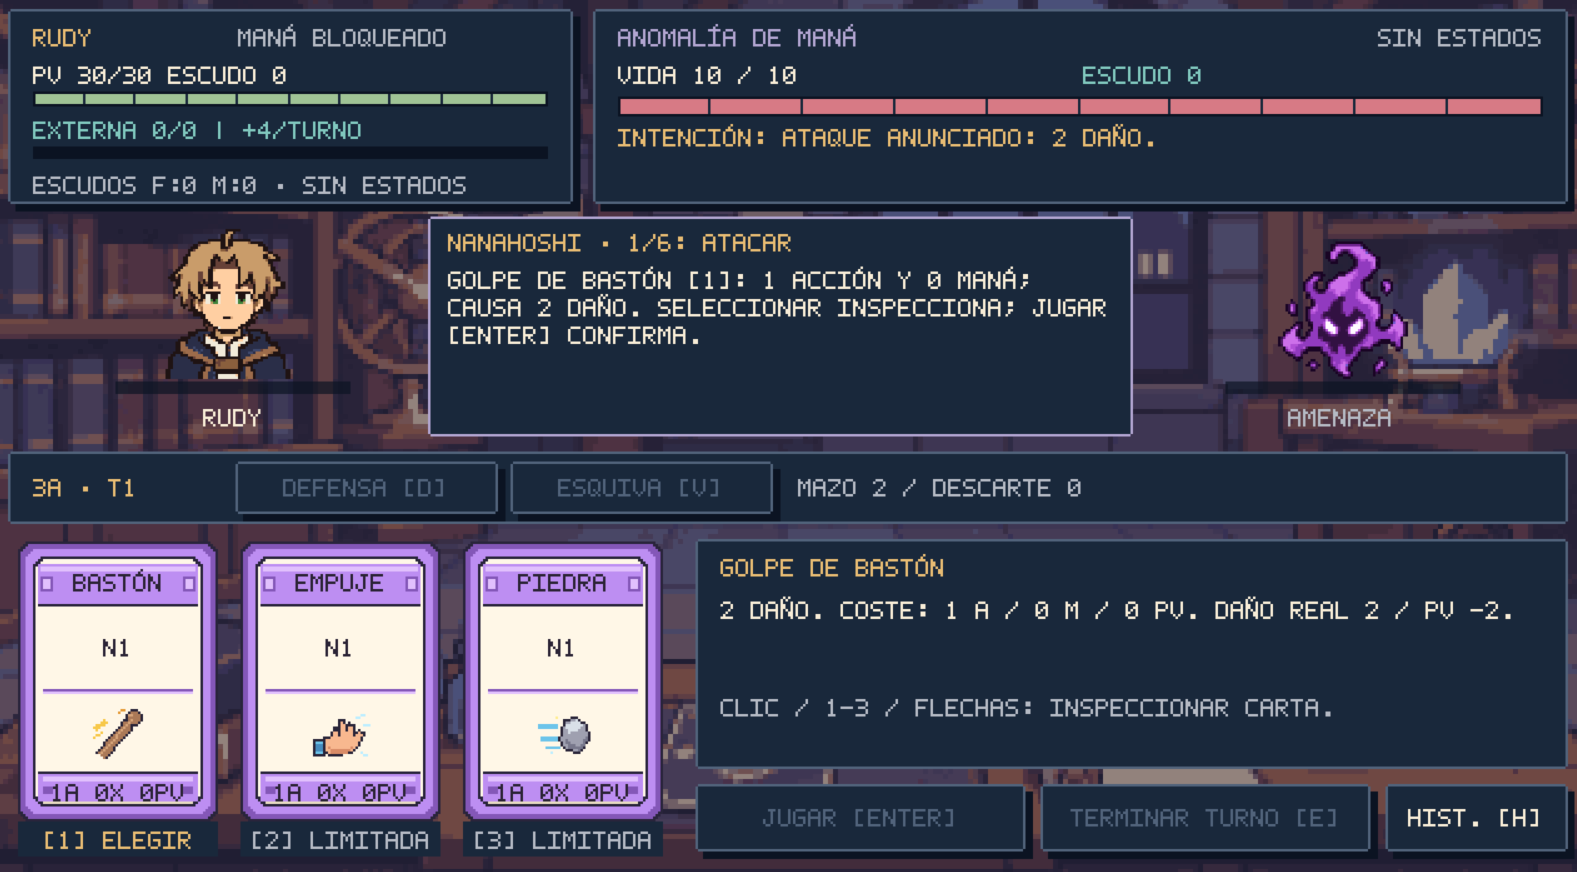 RUDY MANÁ BLOQUEADO
PV 30/30 ESCUDO 0
EXTERNA 0/0 | +4/TURNO
ESCUDOS F:0 M:0 · SIN ESTADOS
ANOMALÍA DE MANÁ SIN ESTADOS
VIDA 10 / 10 ESCUDO 0
INTENCIÓN: ATAQUE ANUNCIADO: 2 DAÑO.
NANAHOSHI · 1/6: ATACAR
GOLPE DE BASTÓN [1]: 1 ACCIÓN Y 0 MANÁ;
CAUSA 2 DAÑO. SELECCIONAR INSPECCIONA; JUGAR
[ENTER] CONFIRMA.
RUDY
AMENAZA
3A · T1
DEFENSA [D]
ESQUIVA [V]
MAZO 2 / DESCARTE 0
BASTÓN
N1
1A 0X 0PV
[1] ELEGIR
EMPUJE
N1
1A 0X 0PV
[2] LIMITADA
PIEDRA
N1
1A 0X 0PV
[3] LIMITADA
GOLPE DE BASTÓN
2 DAÑO. COSTE: 1 A / 0 M / 0 PV. DAÑO REAL 2 / PV -2.
CLIC / 1-3 / FLECHAS: INSPECCIONAR CARTA.
JUGAR [ENTER]
TERMINAR TURNO [E]
HIST. [H]